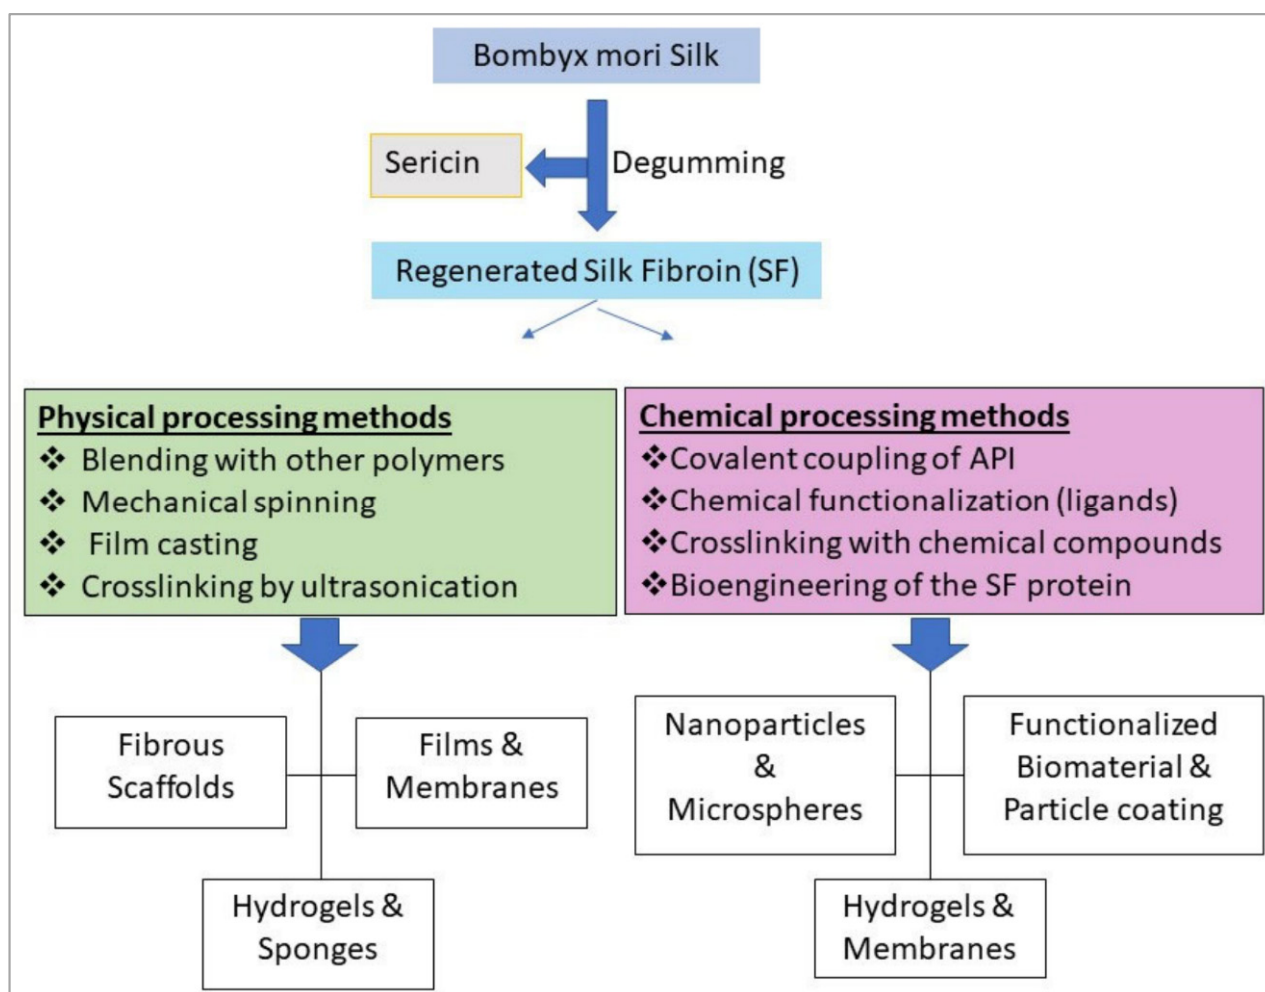 Bombyx mori Silk
Sericin
Degumming
Regenerated Silk Fibroin (SF)
Physical processing methods
❖ Blending with other polymers
❖ Mechanical spinning
❖ Film casting
❖ Crosslinking by ultrasonication
Chemical processing methods
❖Covalent coupling of API
❖Chemical functionalization (ligands)
❖Crosslinking with chemical compounds
❖Bioengineering of the SF protein
Fibrous
Scaffolds
Films &
Membranes
Hydrogels &
Sponges
Nanoparticles
&
Microspheres
Functionalized
Biomaterial &
Particle coating
Hydrogels &
Membranes